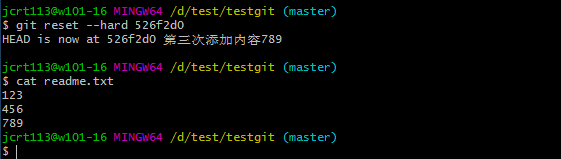 jcrt113@w101-16 MINGW64 /d/test/testgit (master)
$ git reset --hard 526f2d0
HEAD is now at 526f2d0 第三次添加内容789
jcrt113@w101-16 MINGW64 /d/test/testgit (master)
$ cat readme.txt
123
456
789
jcrt113@w101-16 MINGW64 /d/test/testgit (master)
$